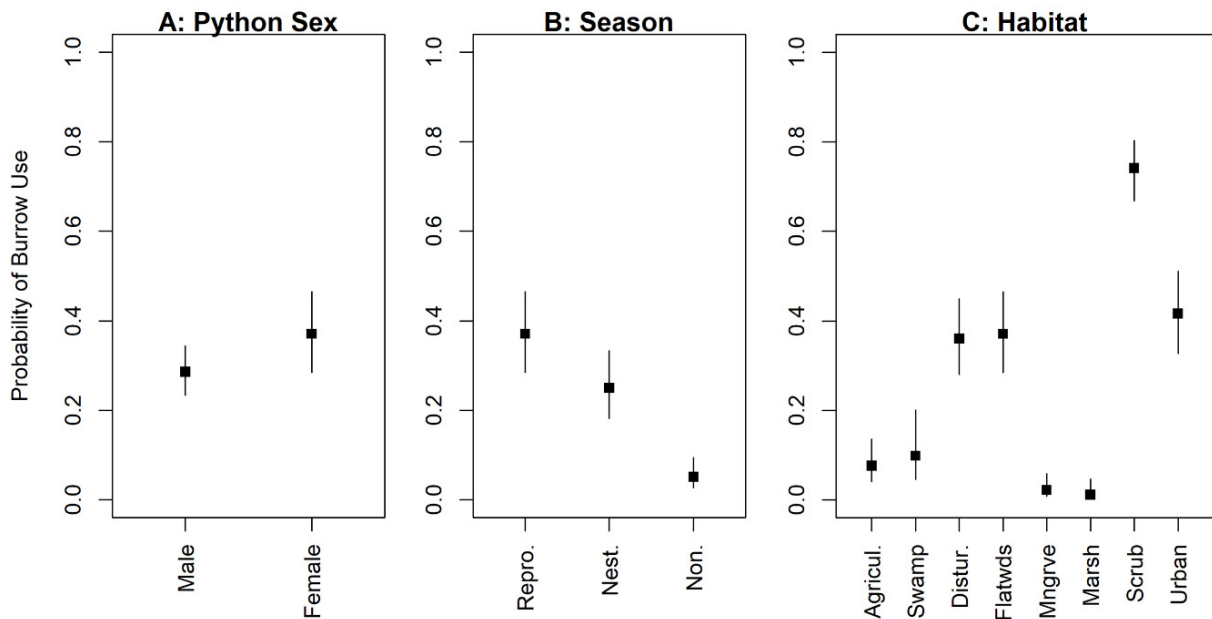 A: Python Sex
B: Season
C: Habitat
Probability of Burrow Use
1.0
0.8
0.6
0.4
0.2
0.0
Male
Female
1.0
0.8
0.6
0.4
0.2
0.0
Repro.
Nest.
Non.
1.0
0.8
0.6
0.4
0.2
0.0
Agricul.
Swamp
Distur.
Flatwds
Mngrve
Marsh
Scrub
Urban